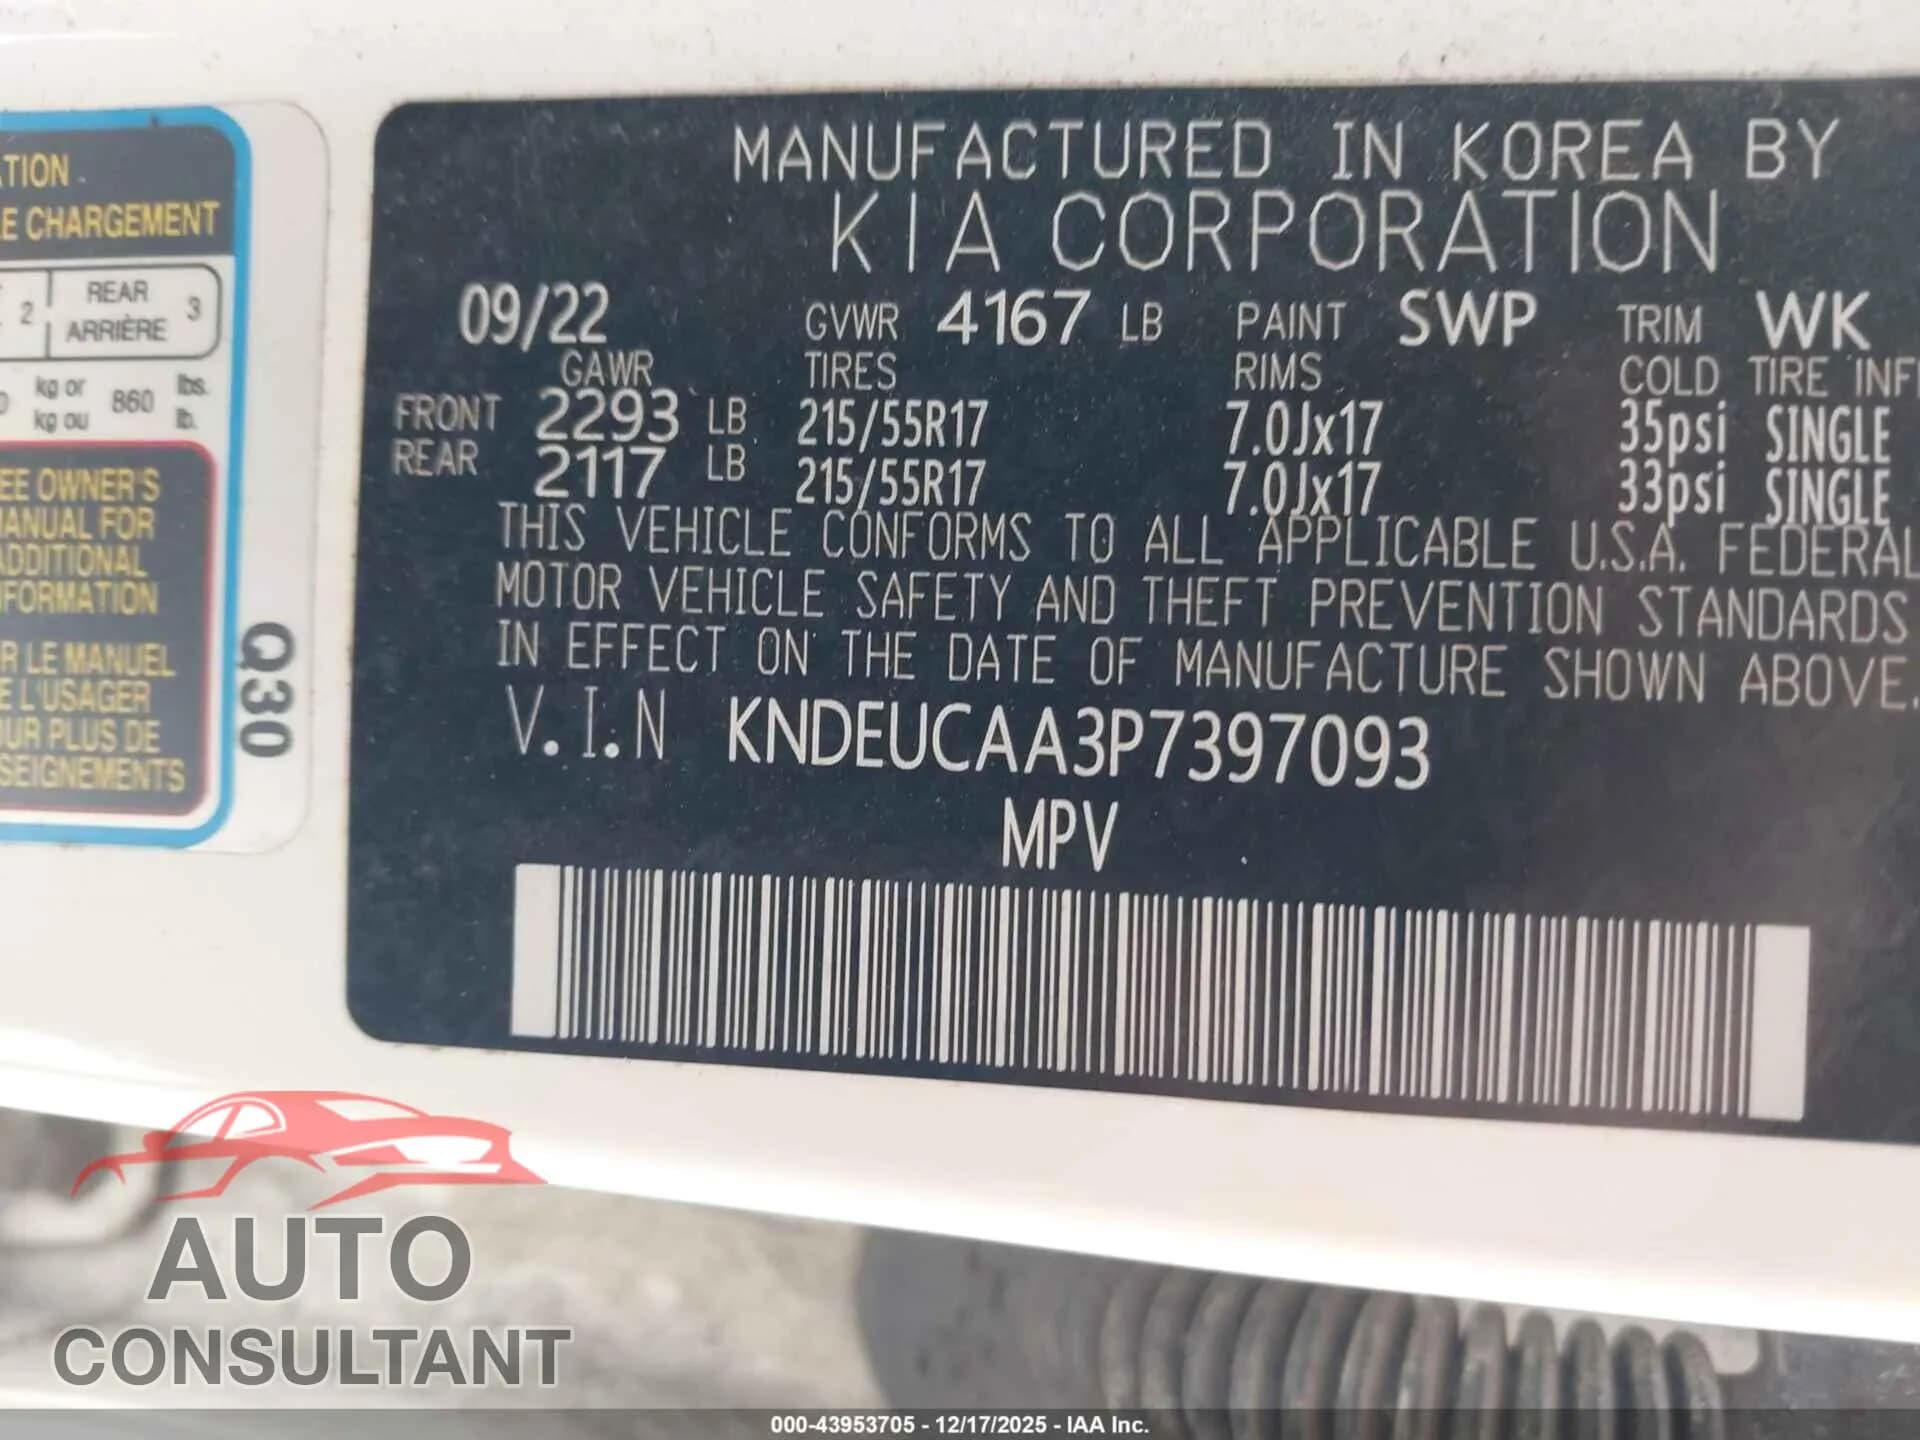 ATION
LE CHARGEMENT
2 REAR 3
ARRIÈRE
kg or 860 lbs.
kg ou lb.
EE OWNER'S
MANUAL FOR
ADDITIONAL
INFORMATION
R LE MANUEL
E L'USAGER
UR PLUS DE
SEIGNEMENTS
Q30
MANUFACTURED IN KOREA BY
KIA CORPORATION
09/22 GVWR 4167 LB PAINT SWP TRIM WK
GAWR TIRES RIMS COLD TIRE INF
FRONT 2293 LB 215/55R17 7.0Jx17 35psi SINGLE
REAR 2117 LB 215/55R17 7.0Jx17 33psi SINGLE
THIS VEHICLE CONFORMS TO ALL APPLICABLE U.S.A. FEDERAL
MOTOR VEHICLE SAFETY AND THEFT PREVENTION STANDARDS
IN EFFECT ON THE DATE OF MANUFACTURE SHOWN ABOVE.
V.I.N KNDEUCAA3P7397093
MPV
AUTO
CONSULTANT
000-43953705 - 12/17/2025 - IAA Inc.